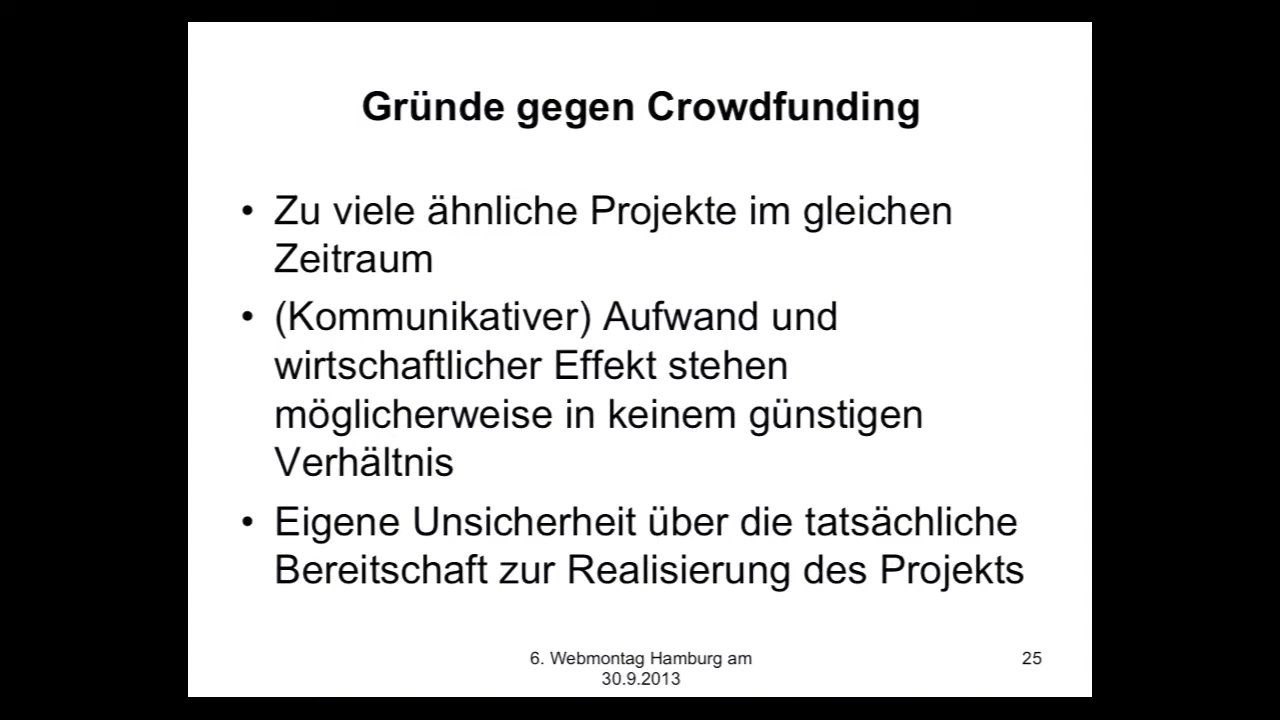 Gründe gegen Crowdfunding
• Zu viele ähnliche Projekte im gleichen
Zeitraum
• (Kommunikativer) Aufwand und
wirtschaftlicher Effekt stehen
möglicherweise in keinem günstigen
Verhältnis
• Eigene Unsicherheit über die tatsächliche
Bereitschaft zur Realisierung des Projekts
6. Webmontag Hamburg am
30.9.2013
25